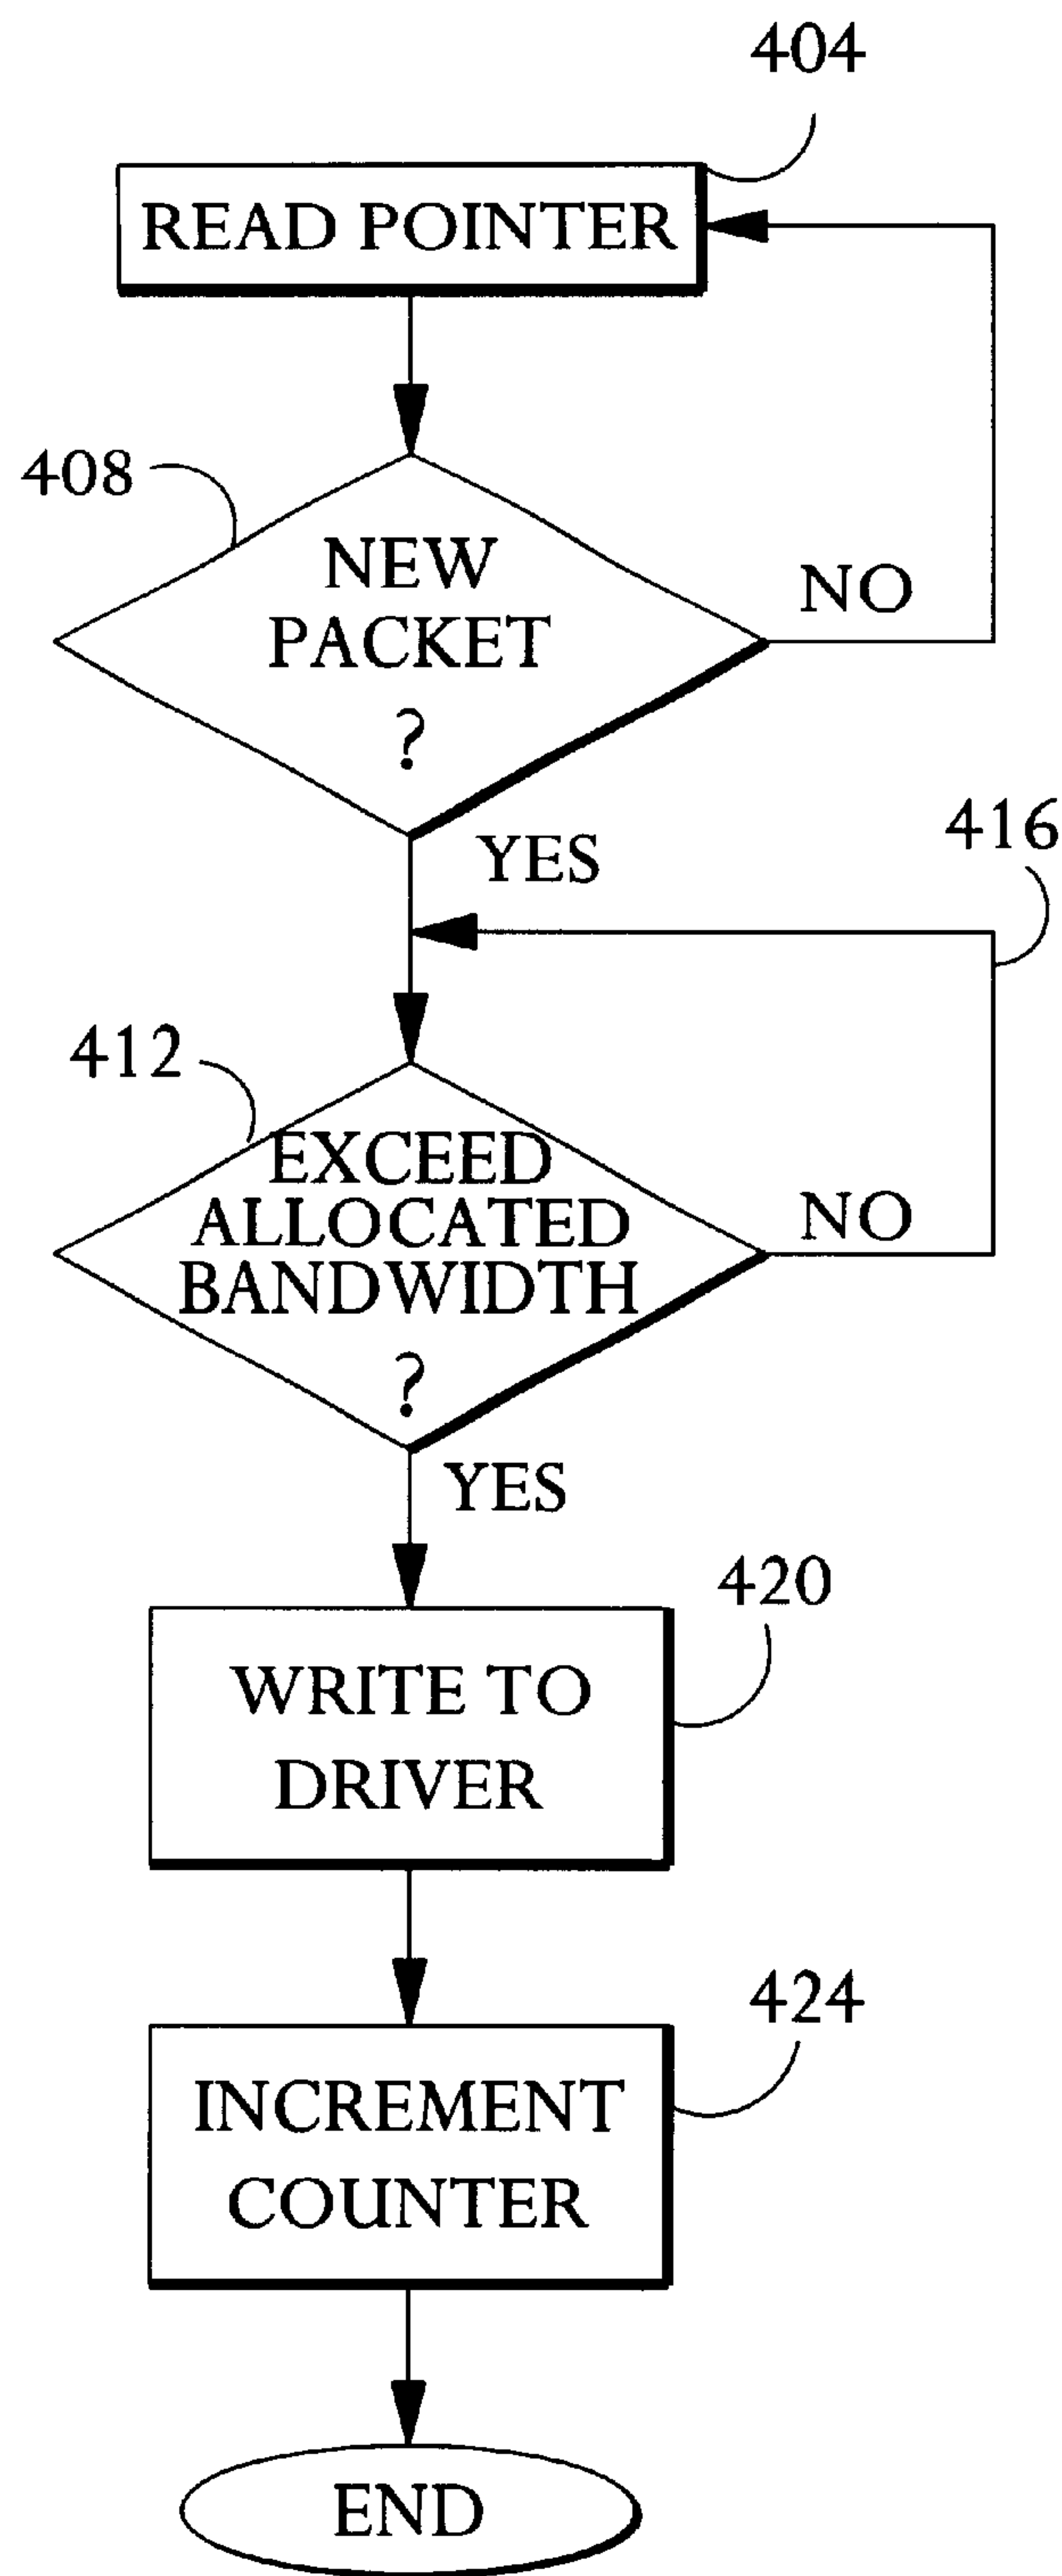 404
READ POINTER
408
NEW
PACKET
?
NO
YES
416
412
EXCEED
ALLOCATED
BANDWIDTH
?
NO
YES
420
WRITE TO
DRIVER
424
INCREMENT
COUNTER
END